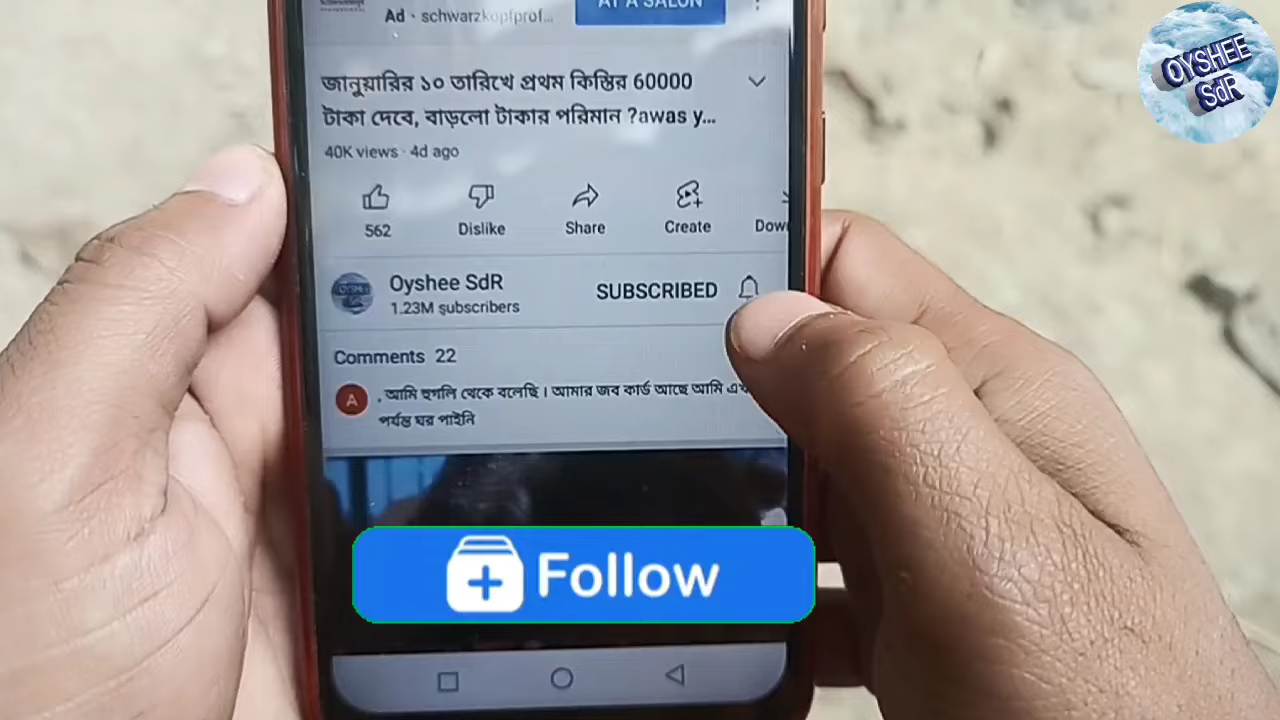 AT A SALON
Ad · schwarzkopfprof...
OYSHEE
SdR
জানুয়ারির ১০ তারিখে প্রথম কিস্তির 60000
টাকা দেবে, বাড়লো টাকার পরিমান ?awas y...
40K views · 4d ago
562
Dislike
Share
Create
Oyshee SdR
1.23M subscribers
SUBSCRIBED
Comments 22
A
. আমি হুগলি থেকে বলেছি । আমার জব কার্ড আছে আমি
পর্যন্ত ঘর পাইনি
Follow